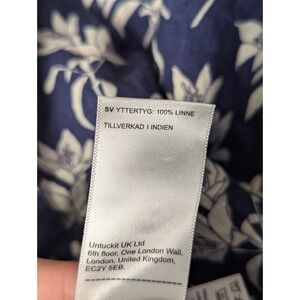 SV YTTERTYG: 100% LINNE
TILLVERKAD I INDIEN
Untuckit UK Ltd
6th floor, One London Wall,
London, United Kingdom,
EC2Y 5EB.